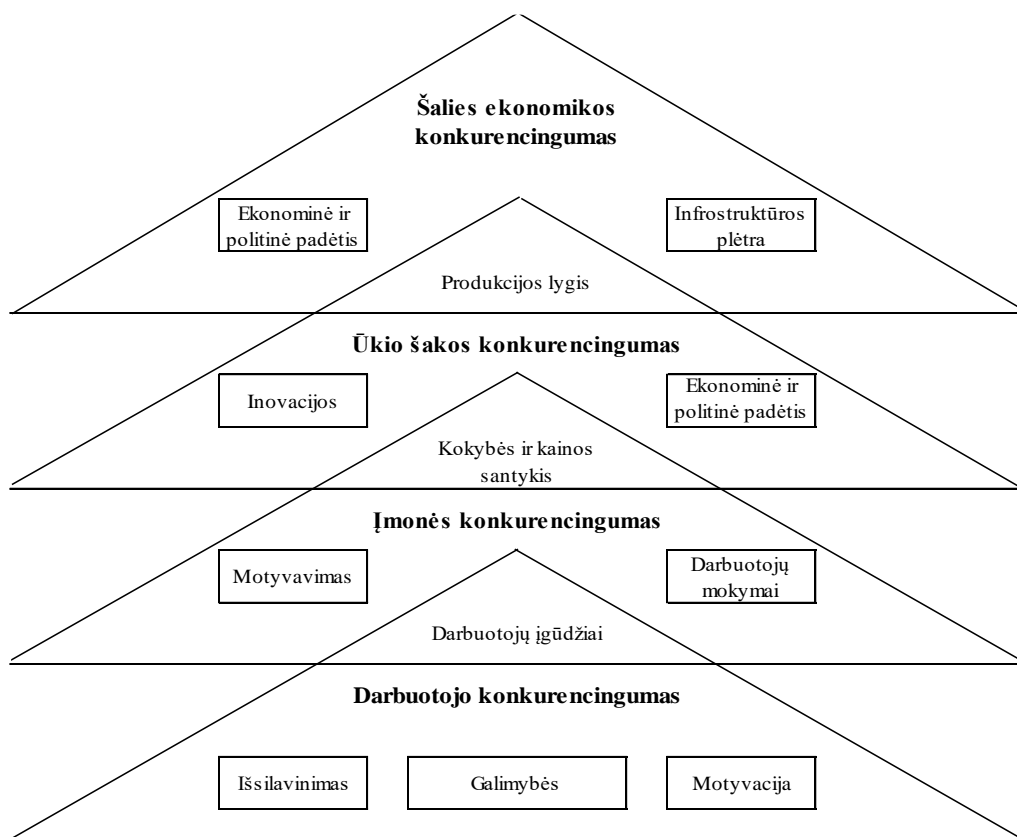 Šalies ekonomikos
konkurencingumas
Ekonominė ir
politinė padėtis
Infrostruktūros
plėtra
Produkcijos lygis
Ūkio šakos konkurencingumas
Inovacijos
Ekonominė ir
politinė padėtis
Kokybės ir kainos
santykis
Įmonės konkurencingumas
Motyvavimas
Darbuotojų
mokymai
Darbuotojų įgūdžiai
Darbuotojo konkurencingumas
Išsilavinimas
Galimybės
Motyvacija